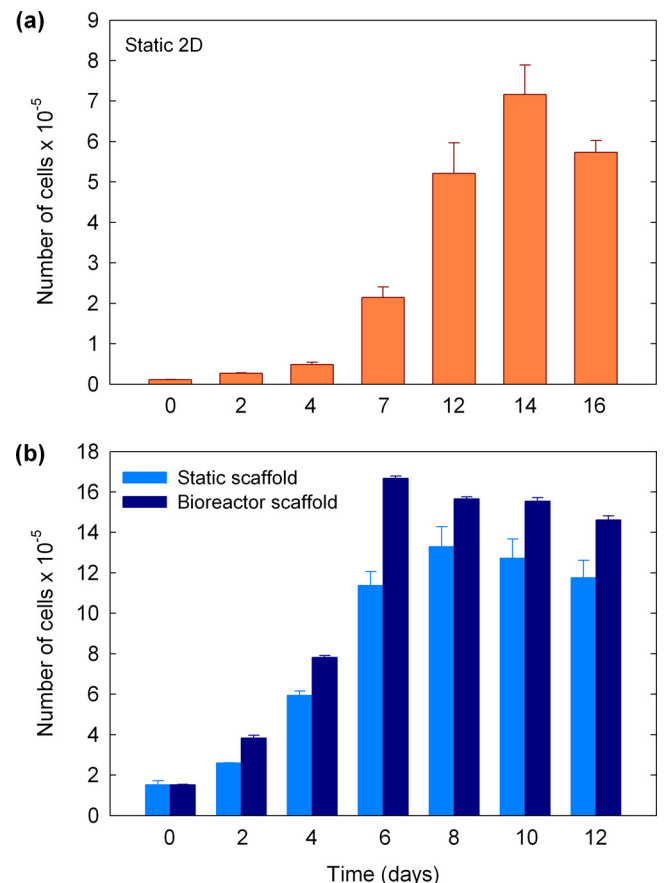 (a)
Static 2D
Number of cells x 10-5
9
8
7
6
5
4
3
2
1
0
0 2 4 7 12 14 16
(b)
Static scaffold
Bioreactor scaffold
Number of cells x 10-5
18
16
14
12
10
8
6
4
2
0
0 2 4 6 8 10 12
Time (days)